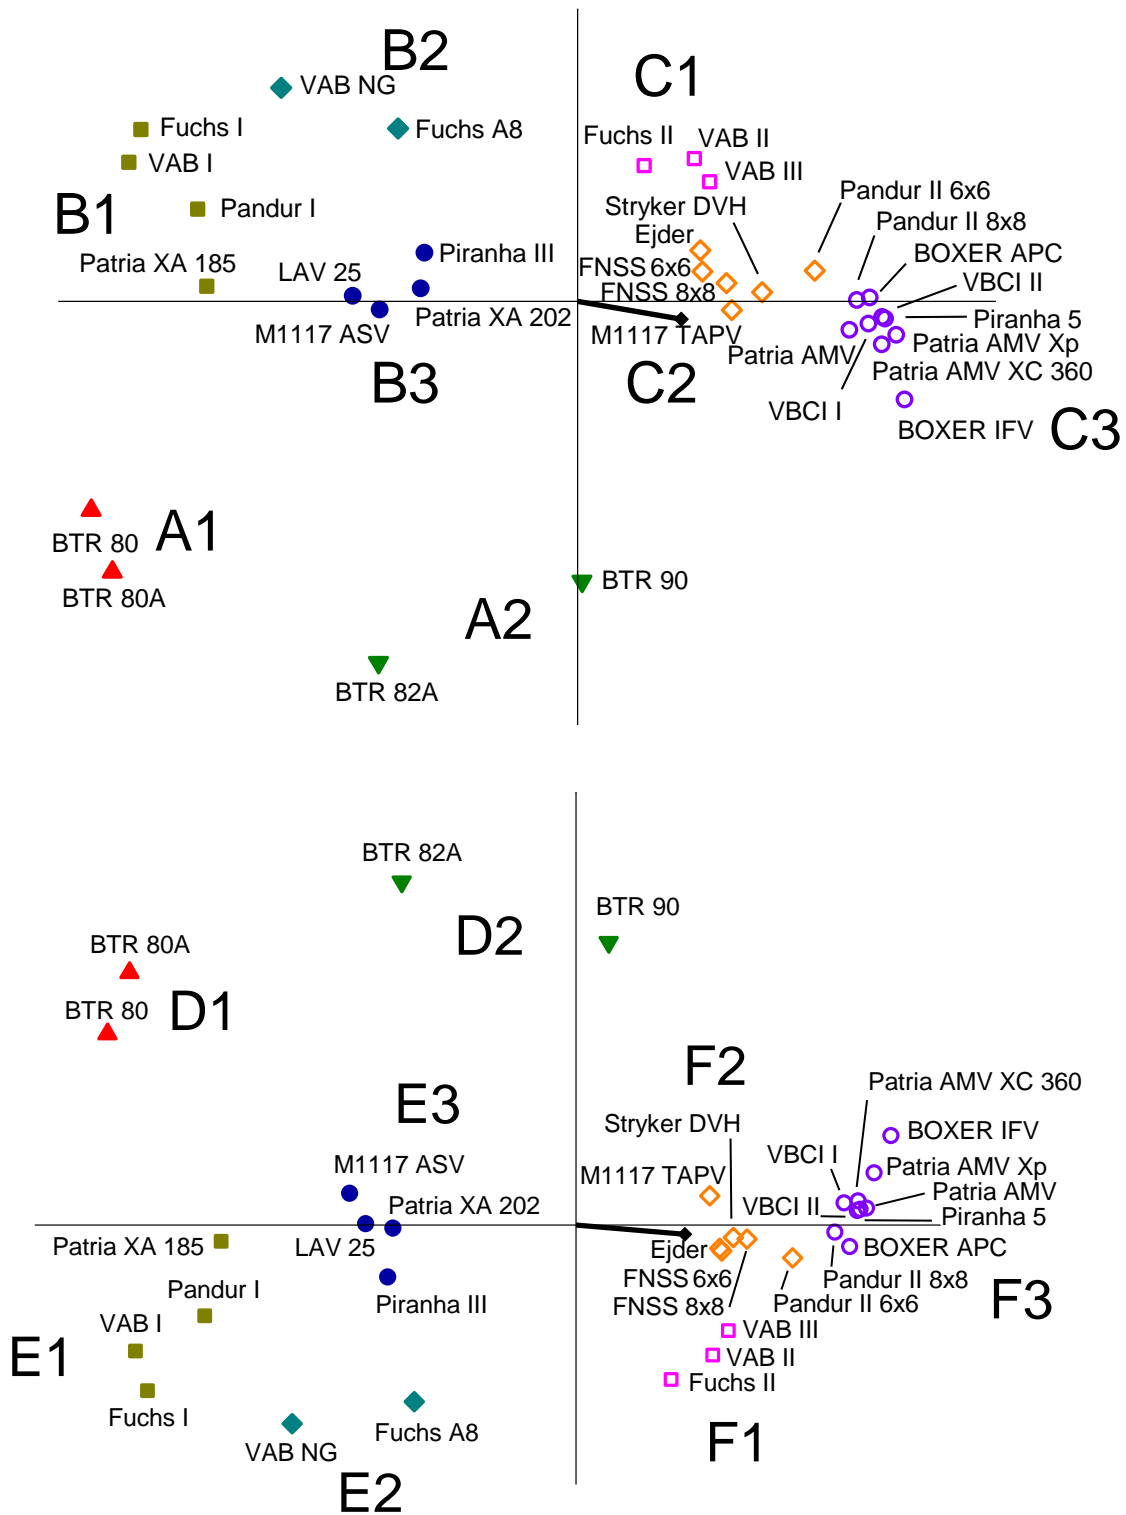 B2
VAB NG
C1
Fuchs I
Fuchs A8
Fuchs II
VAB II
VAB I
VAB III
Pandur II 6x6
B1
Pandur I
Stryker DVH
Pandur II 8x8
Ejder
Piranha III
BOXER APC
Patria XA 185
LAV 25
FNSS 6x6
VBCI II
FNSS 8x8
Patria XA 202
Piranha 5
M1117 ASV
M1117 TAPV
Patria AMV
Patria AMV Xp
B3
C2
Patria AMV XC 360
VBCI I
BOXER IFV
C3
A1
BTR 80
BTR 90
BTR 80A
A2
BTR 82A
BTR 82A
BTR 90
D2
BTR 80A
BTR 80
D1
F2
Patria AMV XC 360
E3
Stryker DVH
BOXER IFV
VBCI I
M1117 ASV
M1117 TAPV
Patria AMV Xp
Patria AMV
Patria XA 202
VBCI II
Piranha 5
Patria XA 185
LAV 25
Ejder
BOXER APC
FNSS 6x6
Pandur II 8x8
Pandur I
Piranha III
FNSS 8x8
Pandur II 6x6
F3
VAB I
VAB III
E1
VAB II
Fuchs II
Fuchs I
Fuchs A8
F1
VAB NG
E2